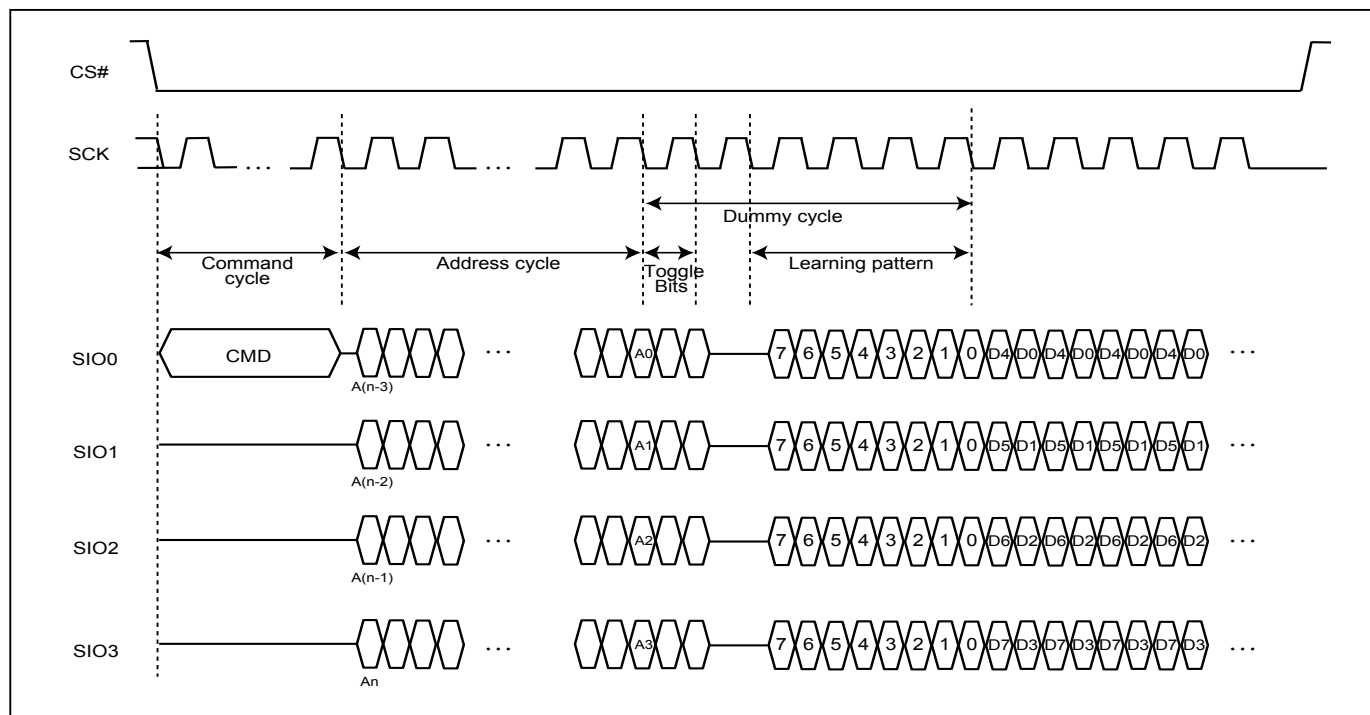 CS#
SCK
···
···
Dummy cycle
Command
cycle
Address cycle
Toggle
Bits
Learning pattern
SIO0
CMD
···
A0
7 6 5 4 3 2 1 0 D4 D0 D4 D0 D4 D0 D4 D0
···
A(n-3)
SIO1
···
A1
7 6 5 4 3 2 1 0 D5 D1 D5 D1 D5 D1 D5 D1
···
A(n-2)
SIO2
···
A2
7 6 5 4 3 2 1 0 D6 D2 D6 D2 D6 D2 D6 D2
···
A(n-1)
SIO3
···
A3
7 6 5 4 3 2 1 0 D7 D3 D7 D3 D7 D3 D7 D3
···
An